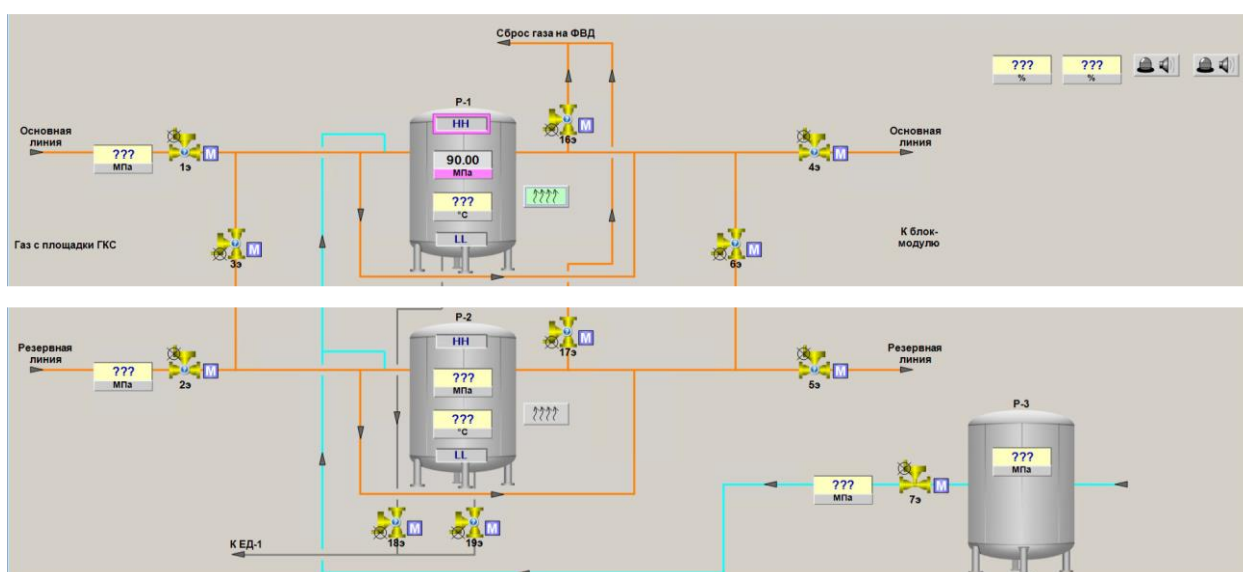 Сброс газа на ФВД
???
%
???
%
P-1
HH
Основная
линия
???
МПа
1э
M
16э
M
90.00
МПа
4э
M
Основная
линия
???
°C
LL
Газ с площадки ГКС
3э
M
6э
M
К блок-
модулю
P-2
HH
17э
M
Резервная
линия
???
МПа
2э
M
???
МПа
5э
M
Резервная
линия
???
°C
LL
P-3
???
МПа
???
МПа
7э
M
18э
M
19э
M
К ЕД-1